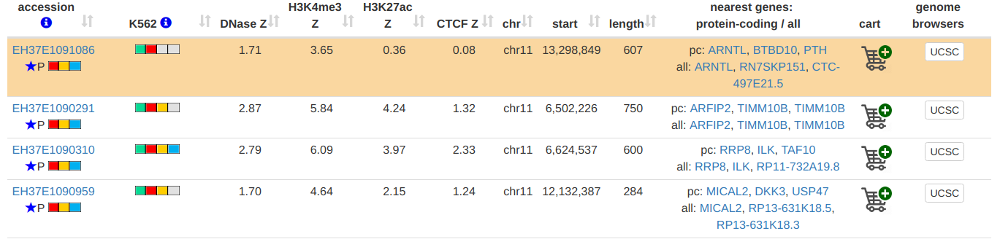 accession K562 DNase Z H3K4me3 Z H3K27ac Z CTCF Z chr start length nearest genes: protein-coding / all cart genome browsers
EH37E1091086 1.71 3.65 0.36 0.08 chr11 13,298,849 607 pc: ARNTL, BTBD10, PTH UCSC
★P all: ARNTL, RN7SKP151, CTC-
497E21.5
EH37E1090291 2.87 5.84 4.24 1.32 chr11 6,502,226 750 pc: ARFIP2, TIMM10B, TIMM10B UCSC
★P all: ARFIP2, TIMM10B, TIMM10B
EH37E1090310 2.79 6.09 3.97 2.33 chr11 6,624,537 600 pc: RRP8, ILK, TAF10 UCSC
★P all: RRP8, ILK, RP11-732A19.8
EH37E1090959 1.70 4.64 2.15 1.24 chr11 12,132,387 284 pc: MICAL2, DKK3, USP47 UCSC
★P all: MICAL2, RP13-631K18.5,
RP13-631K18.3